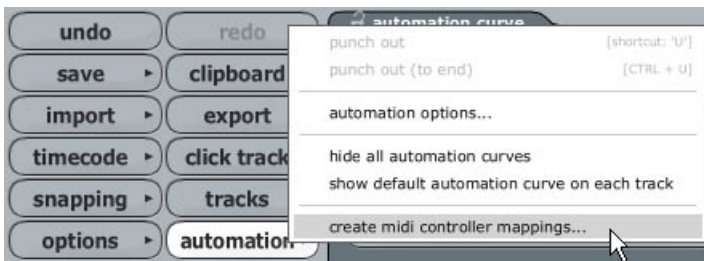 undo
redo
save
clipboard
import
export
timecode
click track
snapping
tracks
options
automation
automation curve
punch out [shortcut: 'U']
punch out (to end) [CTRL + U]
automation options...
hide all automation curves
show default automation curve on each track
create midi controller mappings...